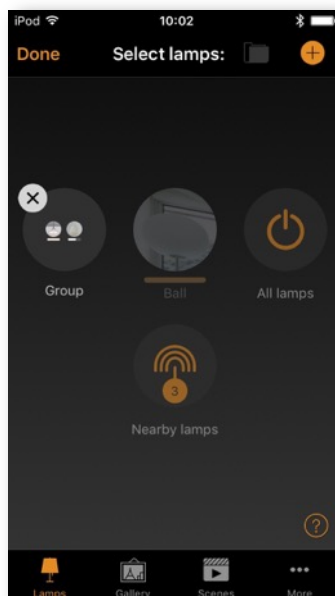 iPod 10:02
Done Select lamps:
Group Ball All lamps
3
Nearby lamps
?
Lamps Gallery Scenes More